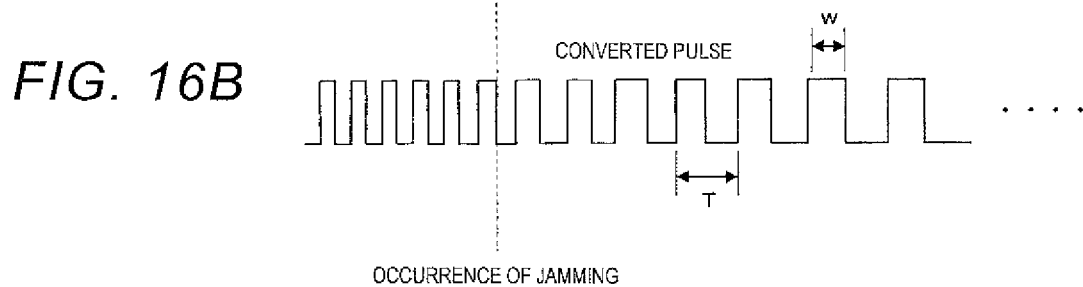 W
CONVERTED PULSE
FIG. 16B
. . . .
T
OCCURRENCE OF JAMMING